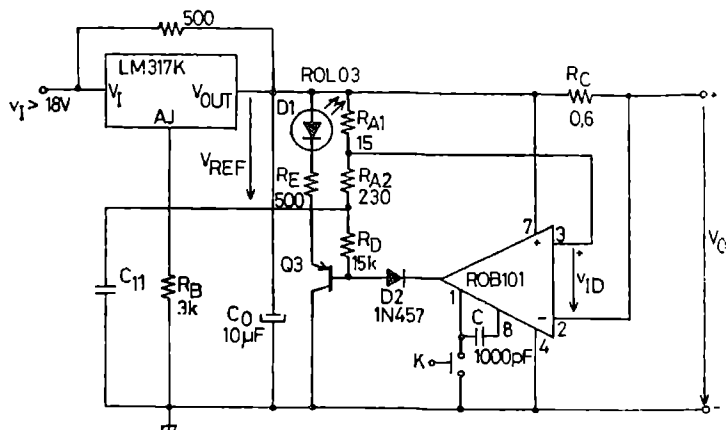 500
LM317K
VI
VOUT
AJ
vI > 18V
ROL 03
D1
RA1
15
RC
0,6
+
VREF
RE
500
RA2
230
7
+
3
+
C11
RB
3k
Q3
RD
15k
D2
1N457
ROB101
vID
VO
C0
10µF
1
C
8
1000pF
−
2
4
K
-